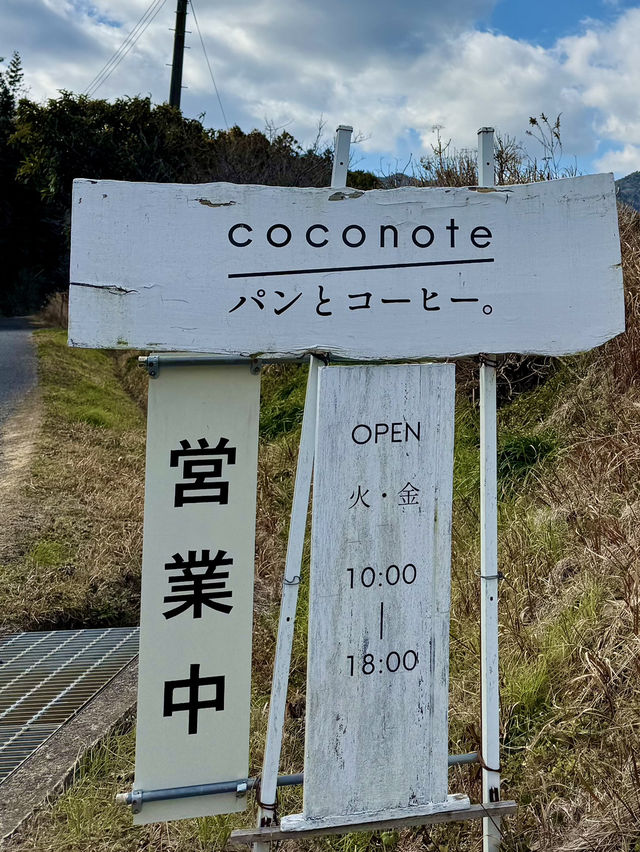 coconote
パンとコーヒー。
営業中
OPEN
火・金
10:00
|
18:00